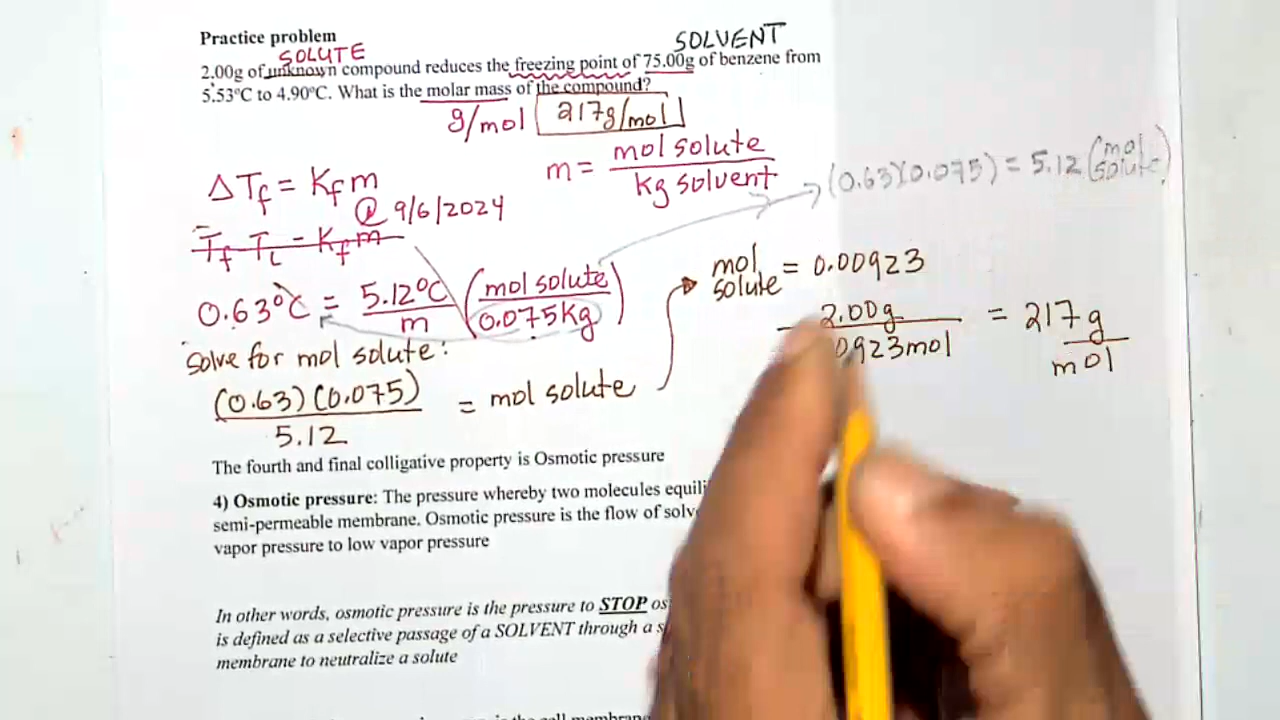 Practice problem
SOLUTE
SOLVENT
2.00g of unknown compound reduces the freezing point of 75.00g of benzene from
5.53°C to 4.90°C. What is the molar mass of the compound?
g/mol 217g/mol
ΔTf = Kf m
m = mol solute / kg solvent
(0.63)(0.075) = 5.12 (mol solute)
@ 9/6/2024
Tf Ti = Kf m
0.63°C = 5.12°C / m (mol solute / 0.075Kg)
mol solute = 0.00923
2.00g / 0923mol = 217g / mol
Solve for mol solute:
(0.63)(0.075) / 5.12 = mol solute
The fourth and final colligative property is Osmotic pressure
4) Osmotic pressure: The pressure whereby two molecules
semi-permeable membrane. Osmotic pressure is the flow of
vapor pressure to low vapor pressure
In other words, osmotic pressure is the pressure to STOP
is defined as a selective passage of a SOLVENT through a
membrane to neutralize a solute